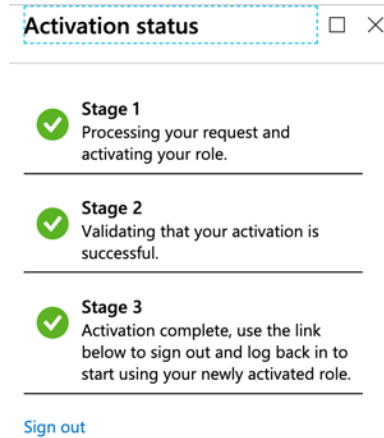 Activation status
Stage 1
Processing your request and
activating your role.
Stage 2
Validating that your activation is
successful.
Stage 3
Activation complete, use the link
below to sign out and log back in to
start using your newly activated role.
Sign out